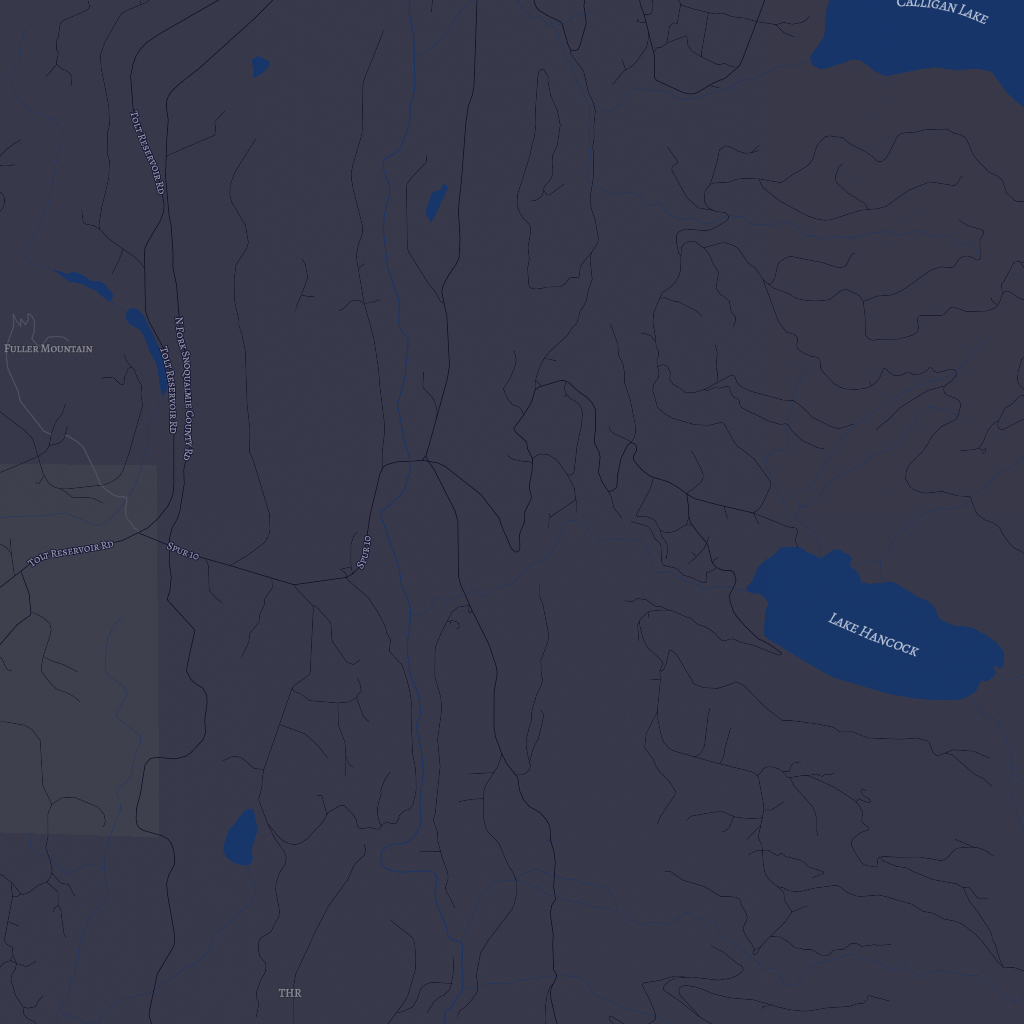 Calligan Lake
Tolt Reservoir Rd
N Fork Snoqualmie County Rd
Fuller Mountain
Tolt Reservoir Rd
Tolt Reservoir Rd
Spur 10
Spur 10
Lake Hancock
THR